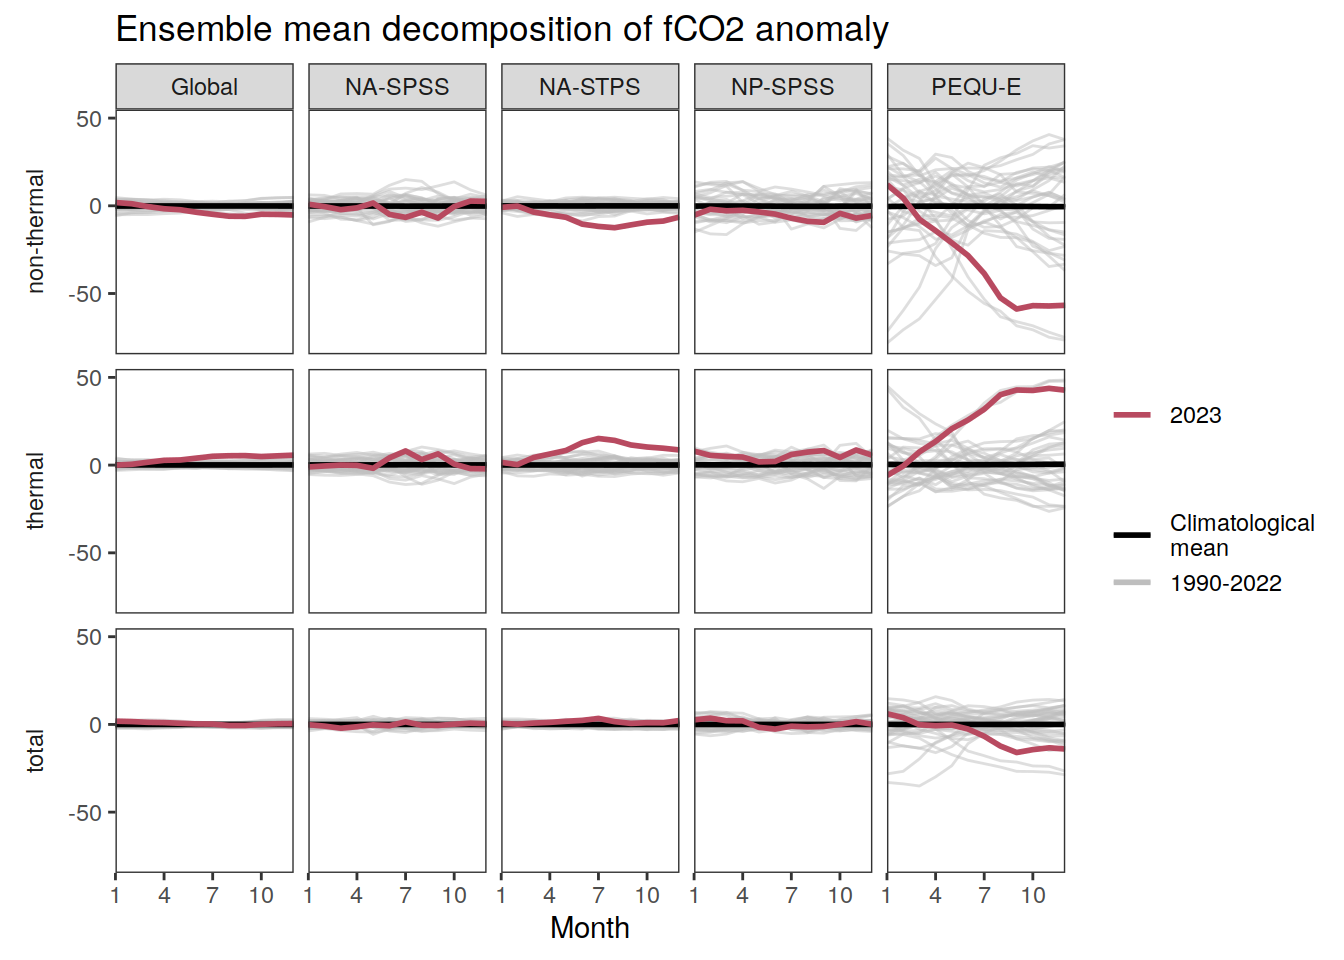 Ensemble mean decomposition of fCO2 anomaly
Global NA-SPSS NA-STPS NP-SPSS PEQU-E
non-thermal
50
0
-50
thermal
50
0
-50
total
50
0
-50
1 4 7 10 1 4 7 10 1 4 7 10 1 4 7 10 1 4 7 10
Month
2023
Climatological
mean
1990-2022